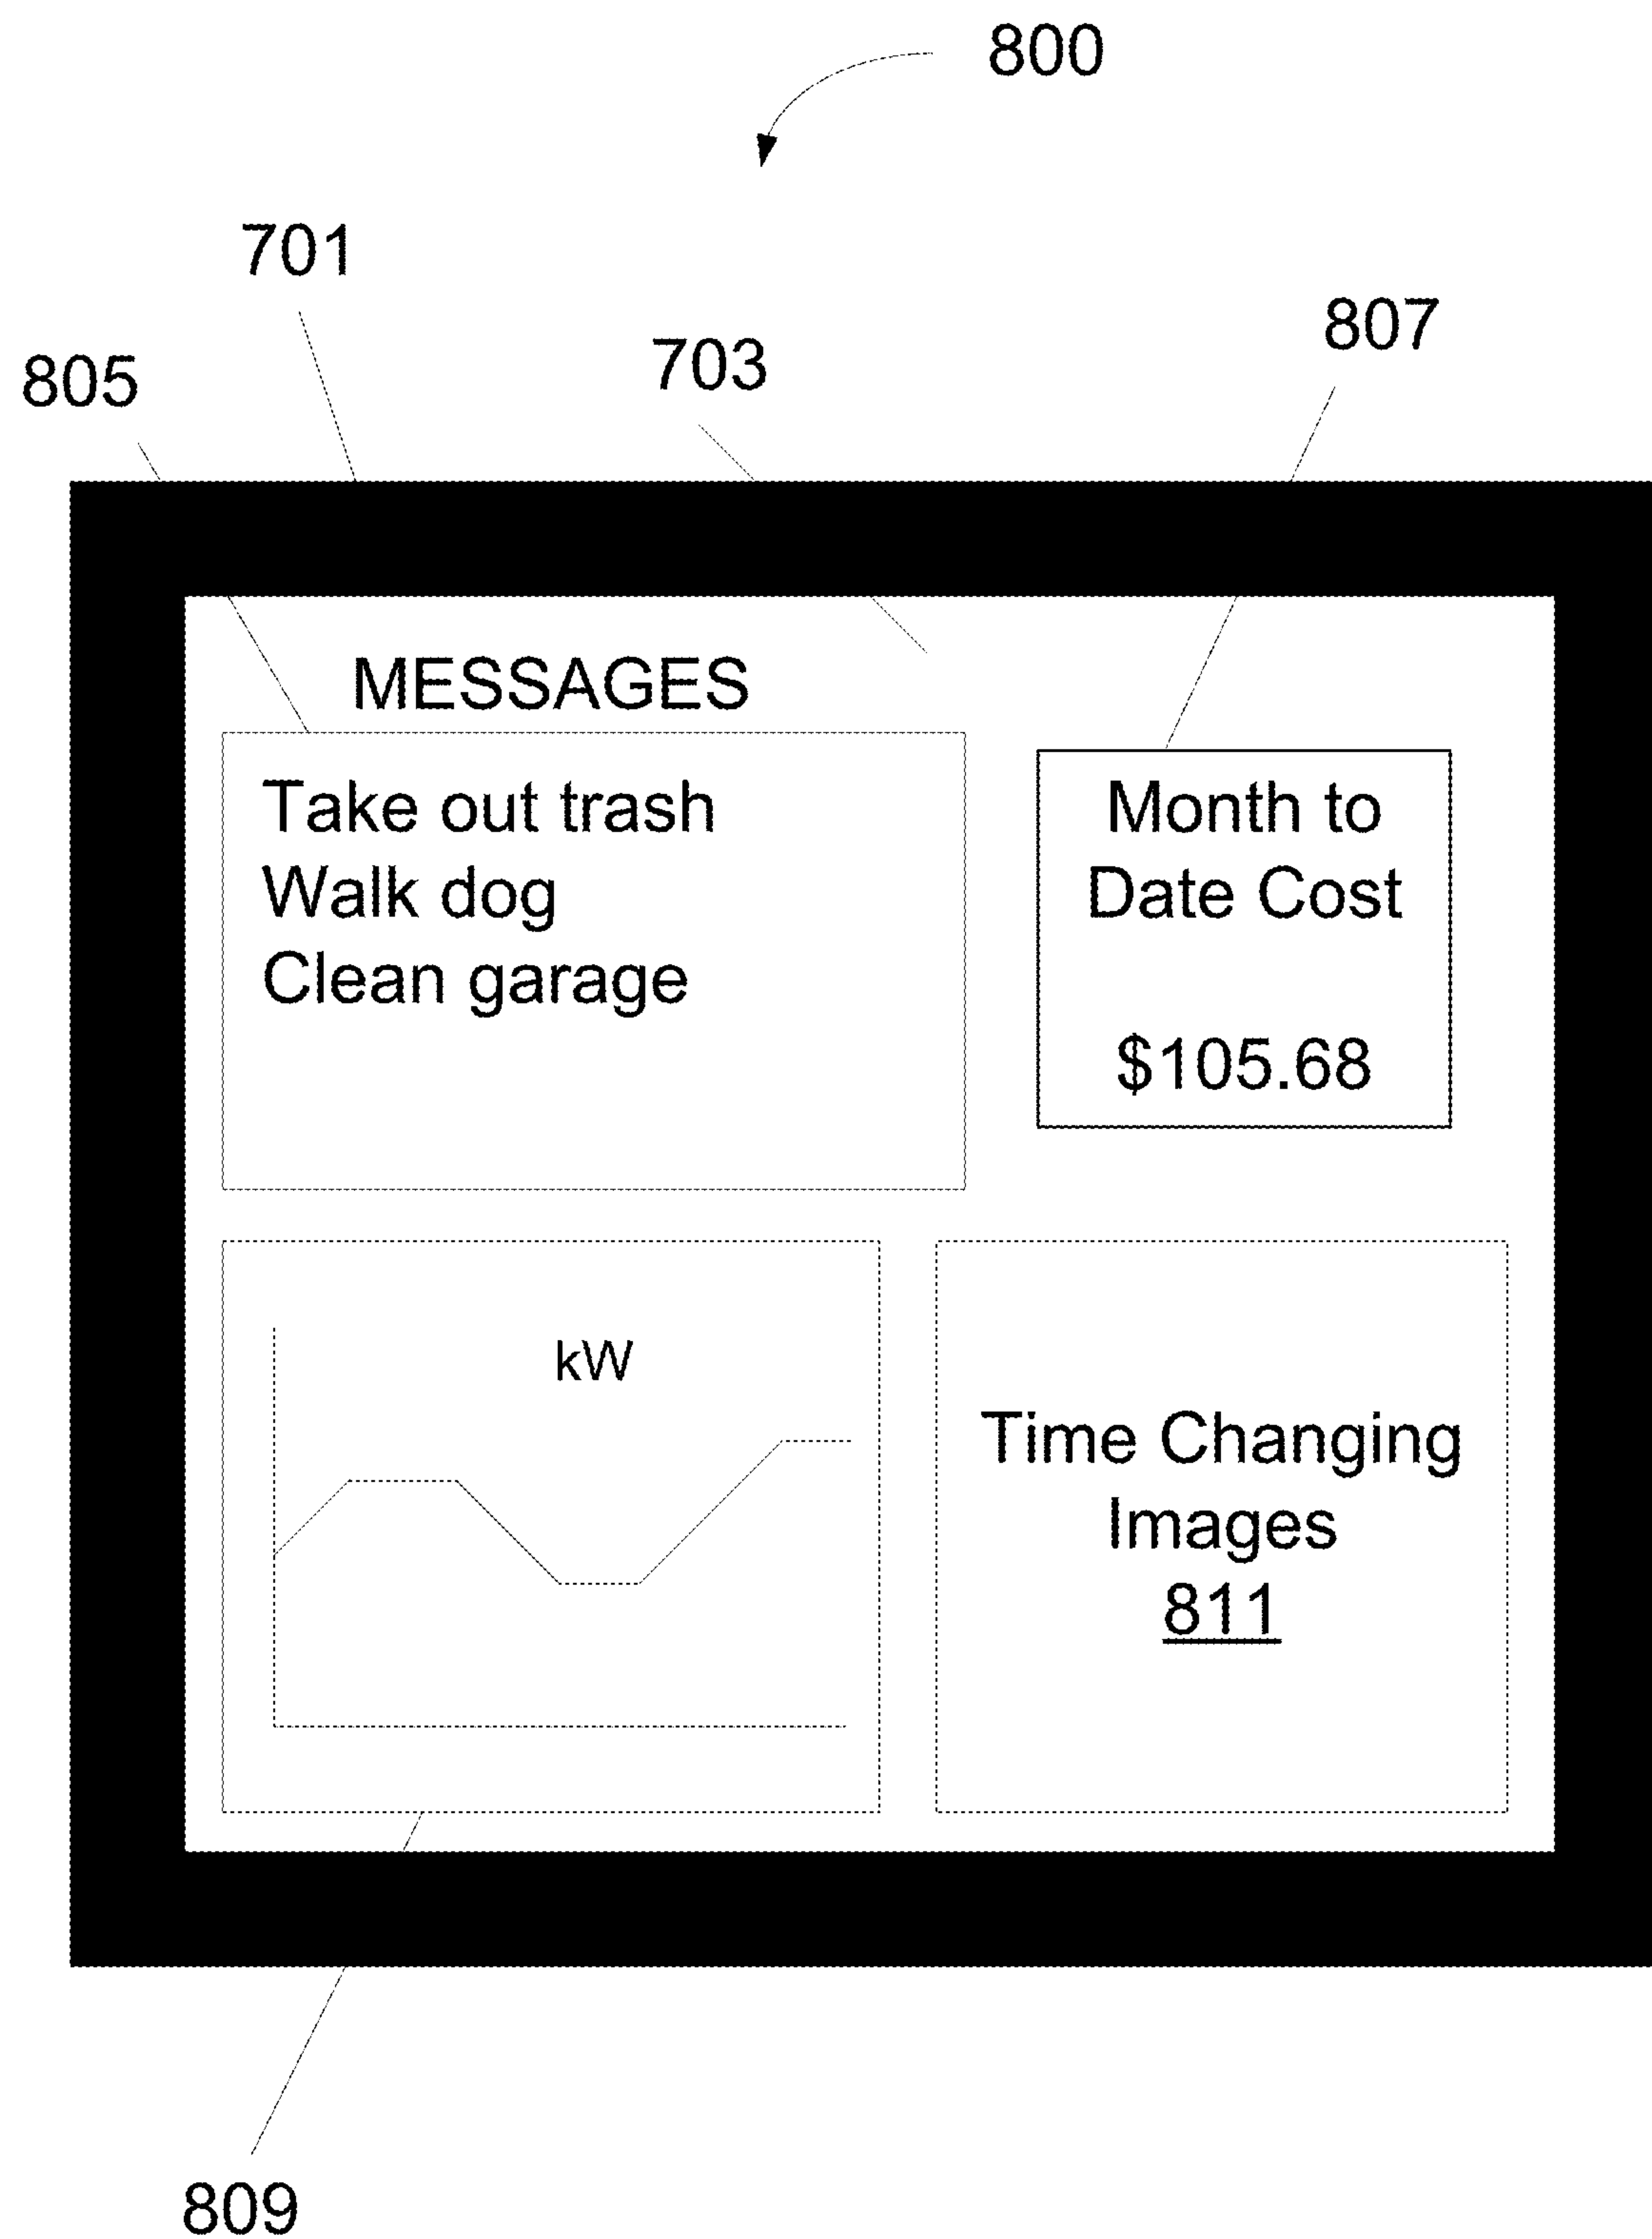 800
701
807
703
805
MESSAGES
Take out trash
Walk dog
Clean garage
Month to
Date Cost
$105.68
kW
Time Changing
Images
811
809